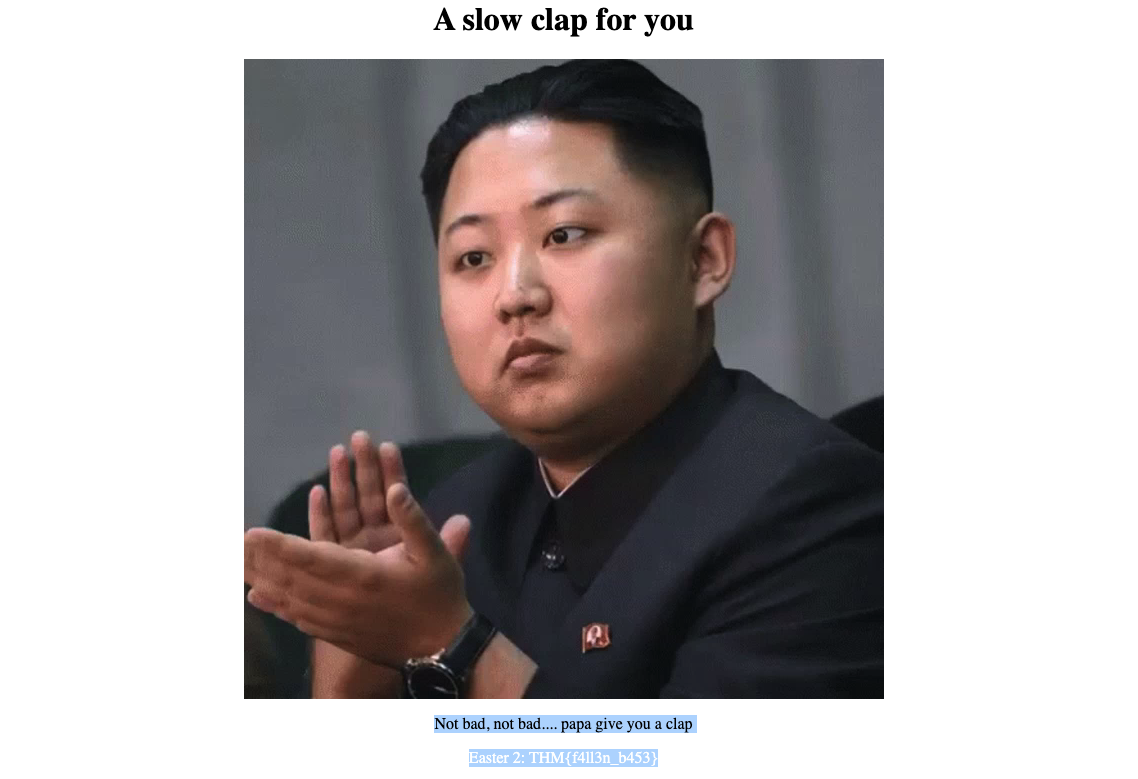 A slow clap for you
Not bad, not bad.... papa give you a clap
Easter 2: THM{f4ll3n_b453}